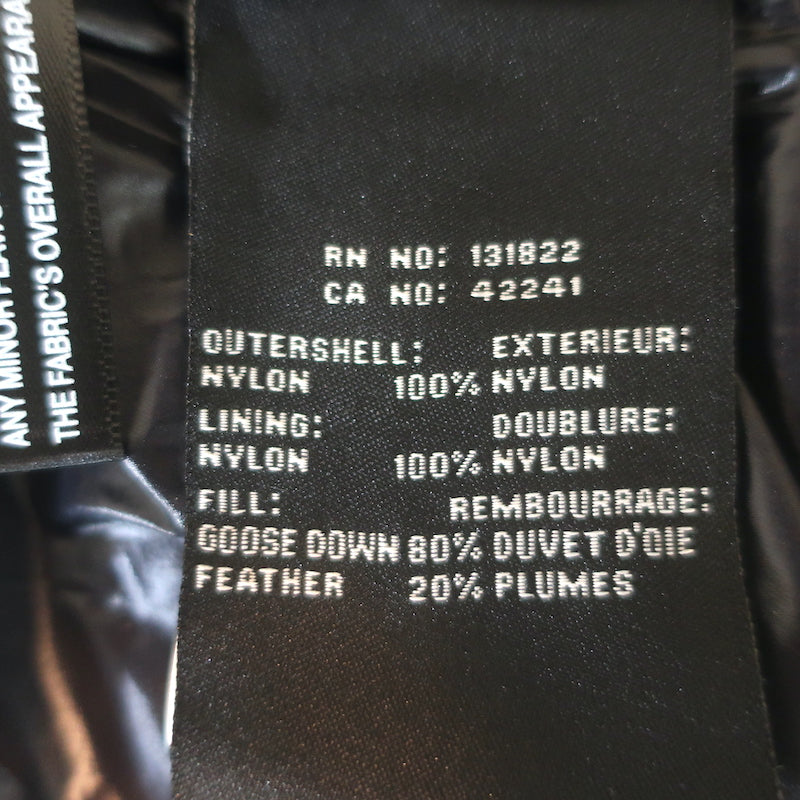 ANY MINOR
THE FABRIC'S OVERALL
RN NO: 131822
CA NO: 42241
OUTERSHELL: EXTERIEUR:
NYLON 100% NYLON
LINING: DOUBLURE:
NYLON 100% NYLON
FILL: REMBOURRAGE:
GOOSE DOWN 80% DUVET D'OIE
FEATHER 20% PLUMES